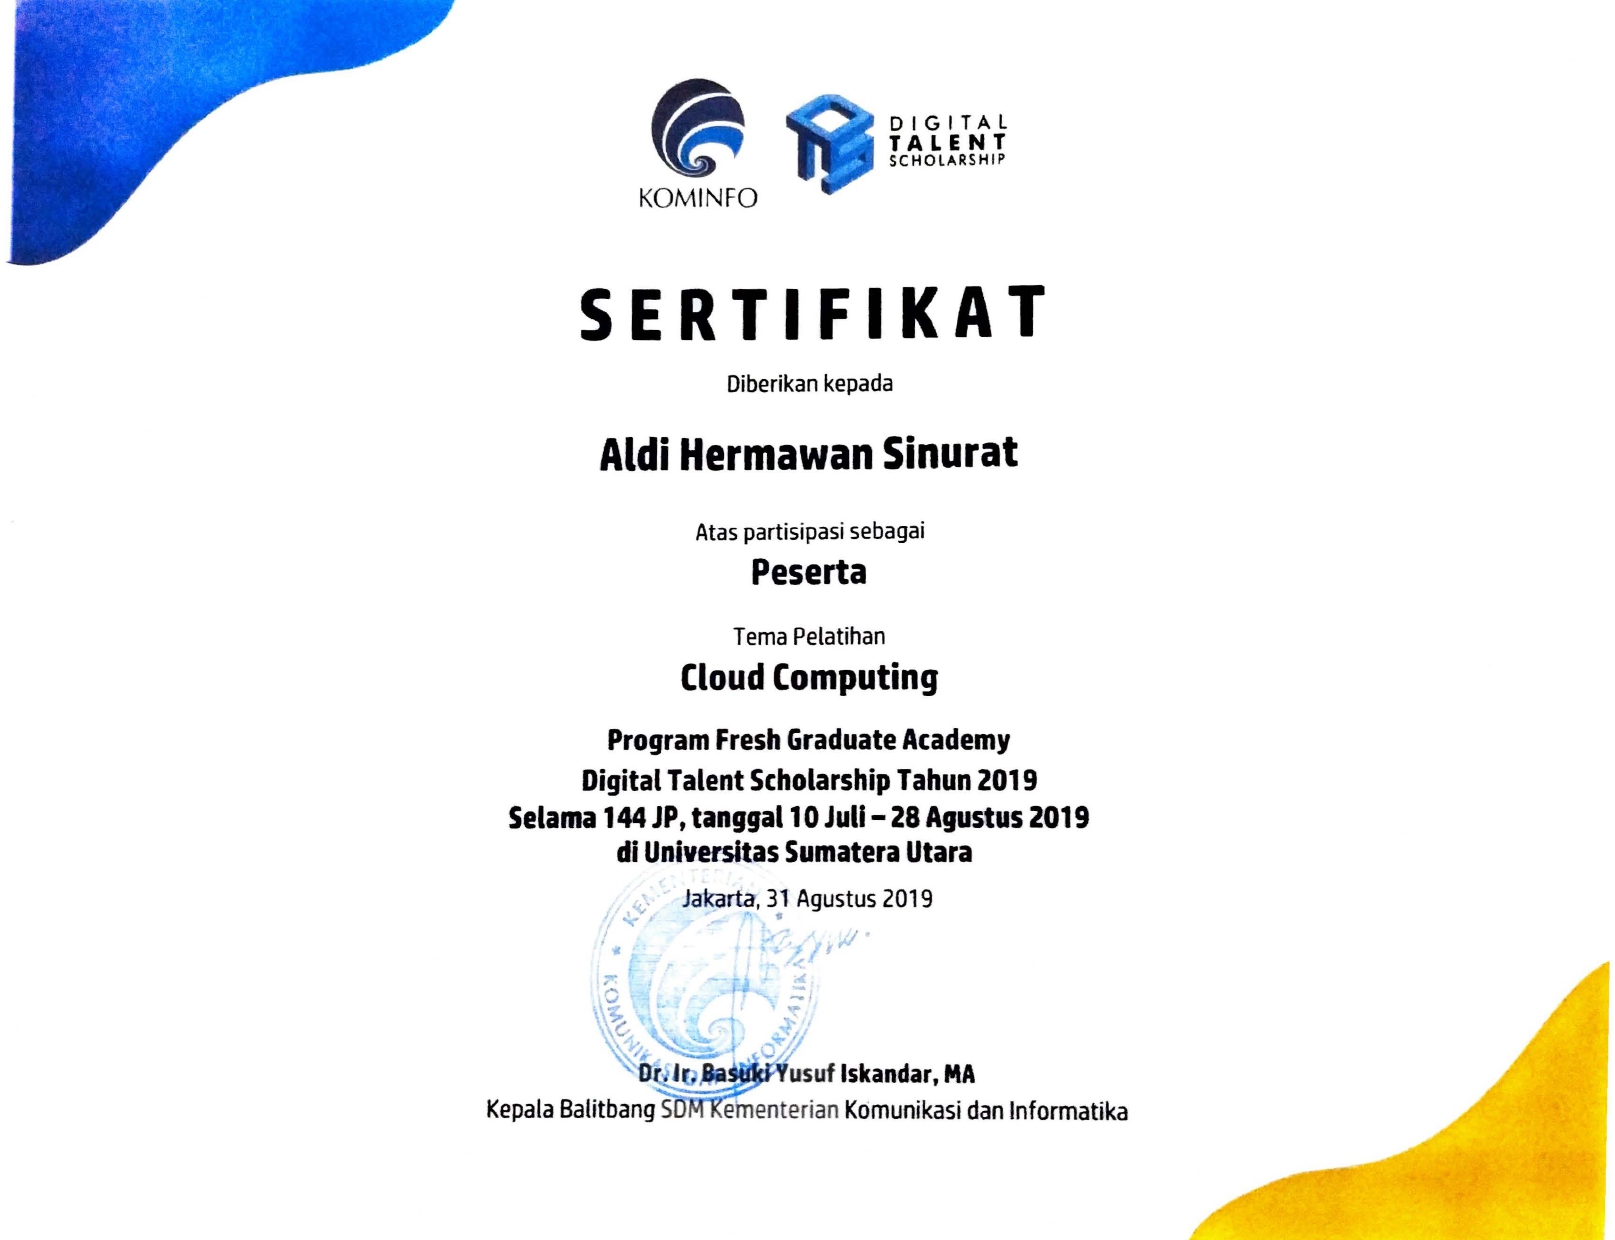 KOMINFO
DIGITAL
TALENT
SCHOLARSHIP
SERTIFIKAT
Diberikan kepada
Aldi Hermawan Sinurat
Atas partisipasi sebagai
Peserta
Tema Pelatihan
Cloud Computing
Program Fresh Graduate Academy
Digital Talent Scholarship Tahun 2019
Selama 144 JP, tanggal 10 Juli – 28 Agustus 2019
di Universitas Sumatera Utara
Jakarta, 31 Agustus 2019
KEMENTERIAN
KOMUNIKASI DAN INFORMATIKA
Dr. Ir. Basuki Yusuf Iskandar, MA
Kepala Balitbang SDM Kementerian Komunikasi dan Informatika